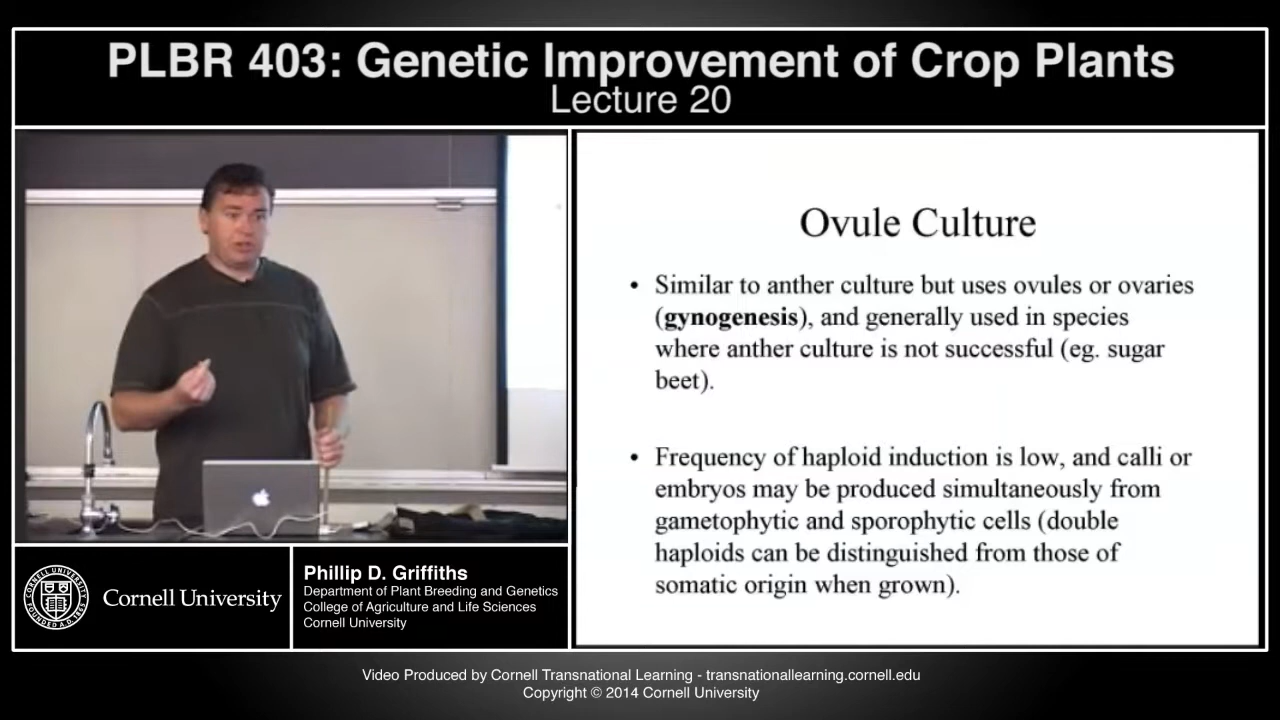 PLBR 403: Genetic Improvement of Crop Plants
Lecture 20
Ovule Culture
• Similar to anther culture but uses ovules or ovaries
(gynogenesis), and generally used in species
where anther culture is not successful (eg. sugar
beet).
• Frequency of haploid induction is low, and calli or
embryos may be produced simultaneously from
gametophytic and sporophytic cells (double
haploids can be distinguished from those of
somatic origin when grown).
Cornell University
Phillip D. Griffiths
Department of Plant Breeding and Genetics
College of Agriculture and Life Sciences
Cornell University
Video Produced by Cornell Transnational Learning - transnationallearning.cornell.edu
Copyright © 2014 Cornell University